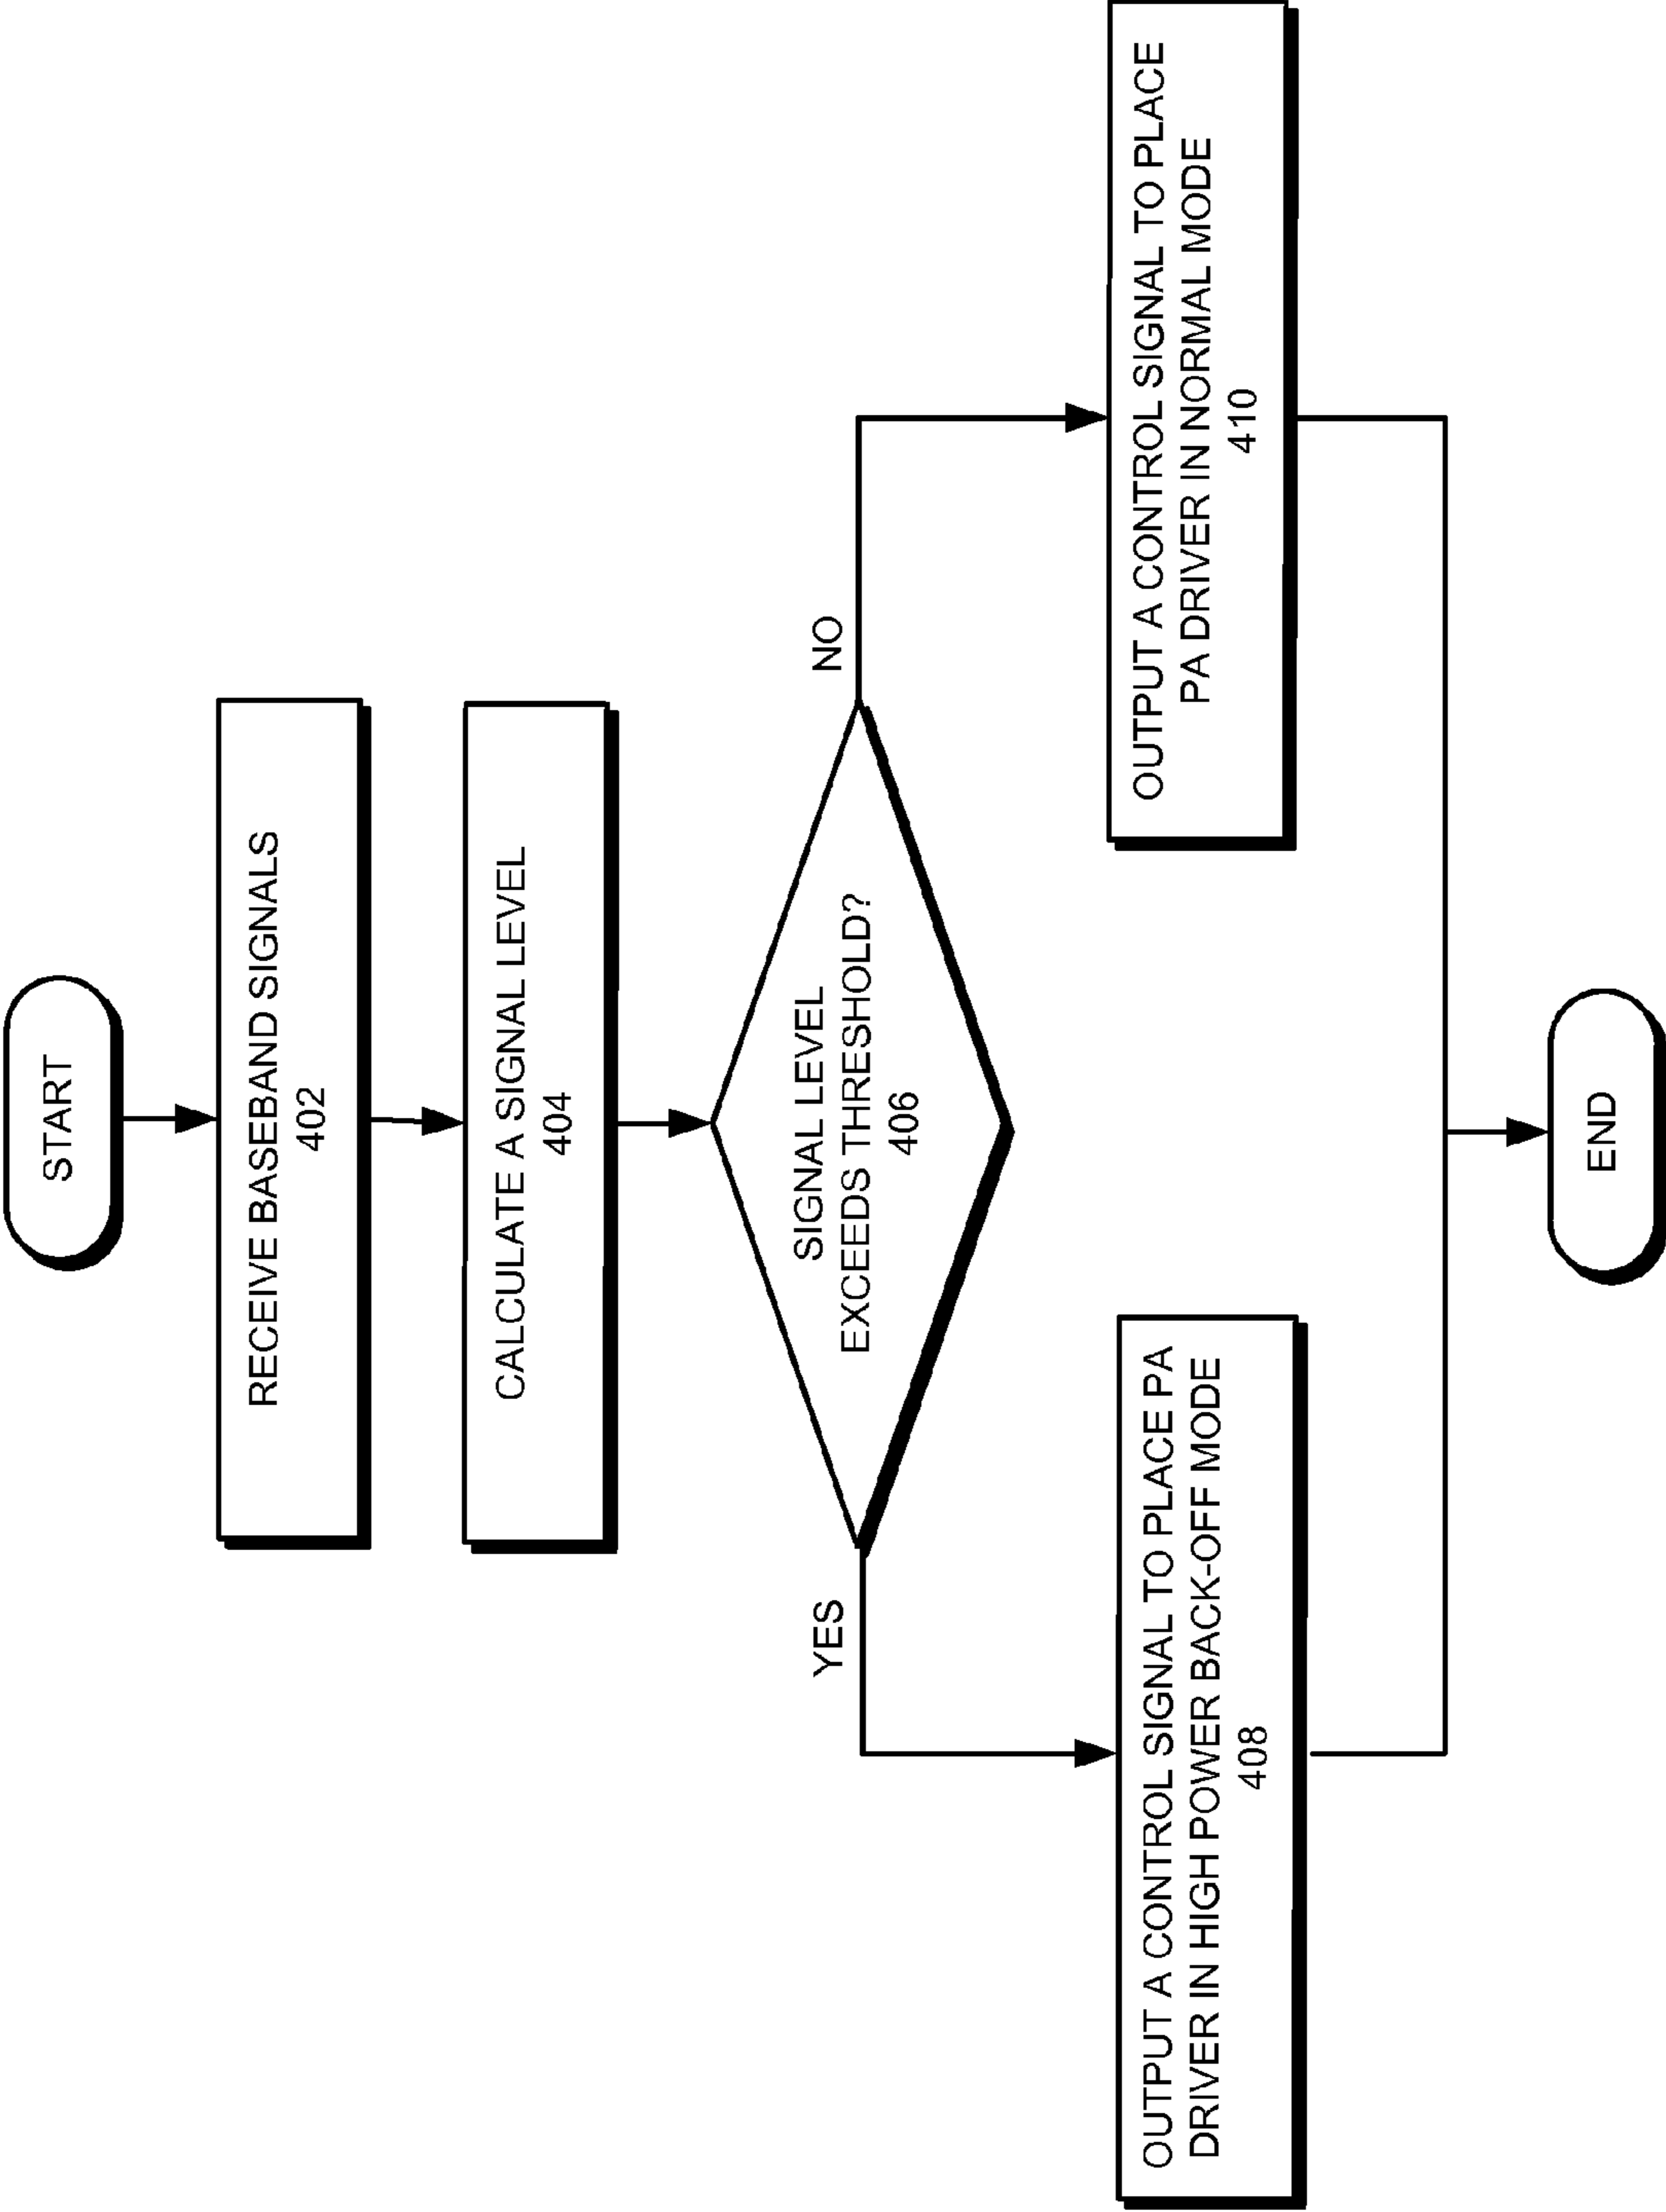 START
RECEIVE BASEBAND SIGNALS
402
CALCULATE A SIGNAL LEVEL
404
SIGNAL LEVEL
EXCEEDS THRESHOLD?
406
YES
NO
OUTPUT A CONTROL SIGNAL TO PLACE PA
DRIVER IN HIGH POWER BACK-OFF MODE
408
OUTPUT A CONTROL SIGNAL TO PLACE
PA DRIVER IN NORMAL MODE
410
END